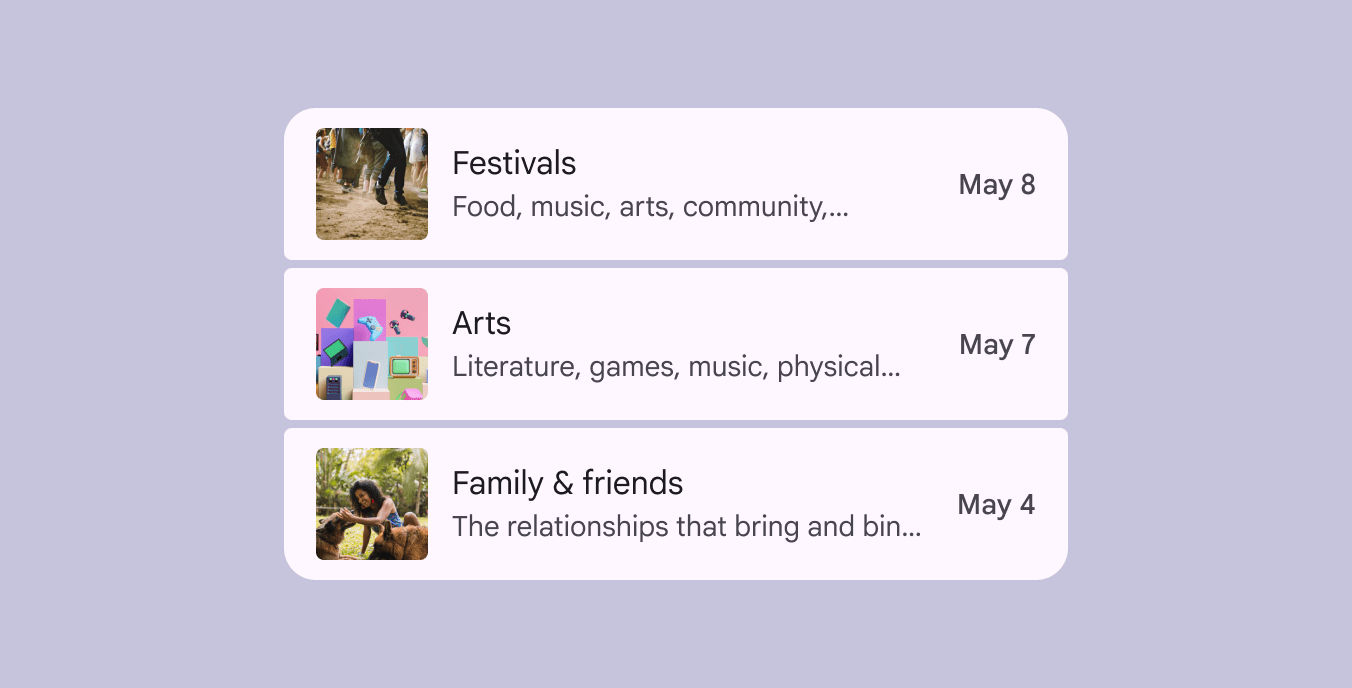 Festivals
Food, music, arts, community,...
May 8
Arts
Literature, games, music, physical...
May 7
Family & friends
The relationships that bring and bin...
May 4